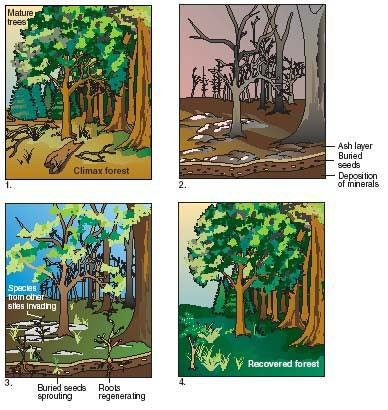 Mature
trees
Climax forest
1.
Ash layer
Buried
seeds
Deposition
of minerals
2.
Species
from other
sites invading
3.
Buried seeds
sprouting
Roots
regenerating
Recovered forest
4.